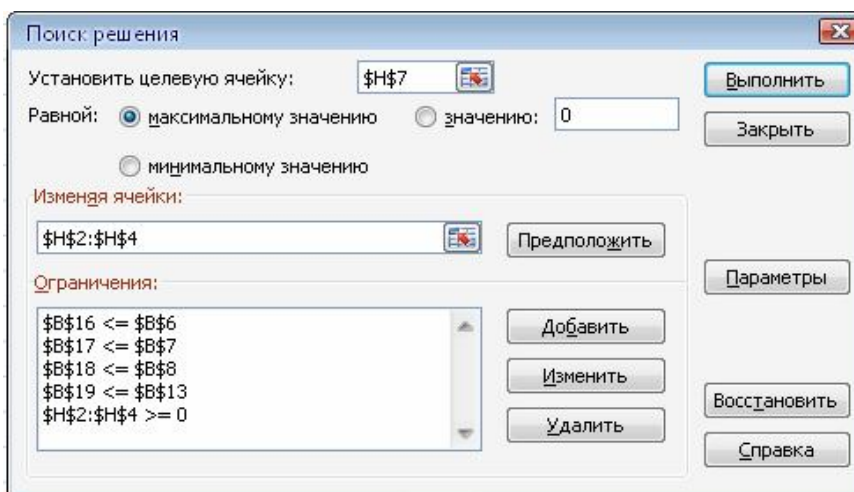 Поиск решения
Установить целевую ячейку: $H$7
Равной: максимальному значению значению: 0
минимальному значению
Изменяя ячейки:
$H$2:$H$4
Предположить
Ограничения:
$B$16 <= $B$6
$B$17 <= $B$7
$B$18 <= $B$8
$B$19 <= $B$13
$H$2:$H$4 >= 0
Добавить
Изменить
Удалить
Выполнить
Закрыть
Параметры
Восстановить
Справка